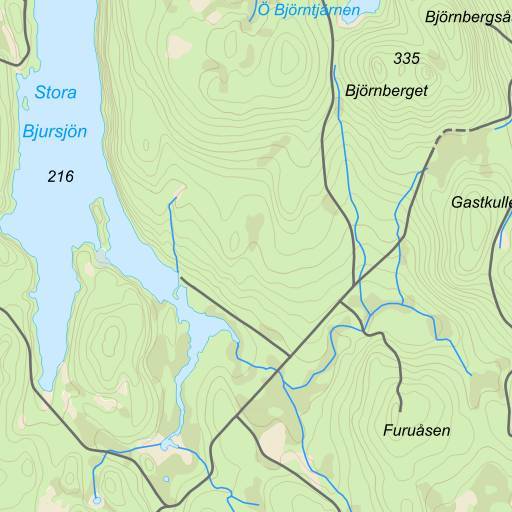 Ö Björntjärnen
Björnbergså
335
Björnberget
Stora
Bjursjön
216
Gastkulle
Furuåsen